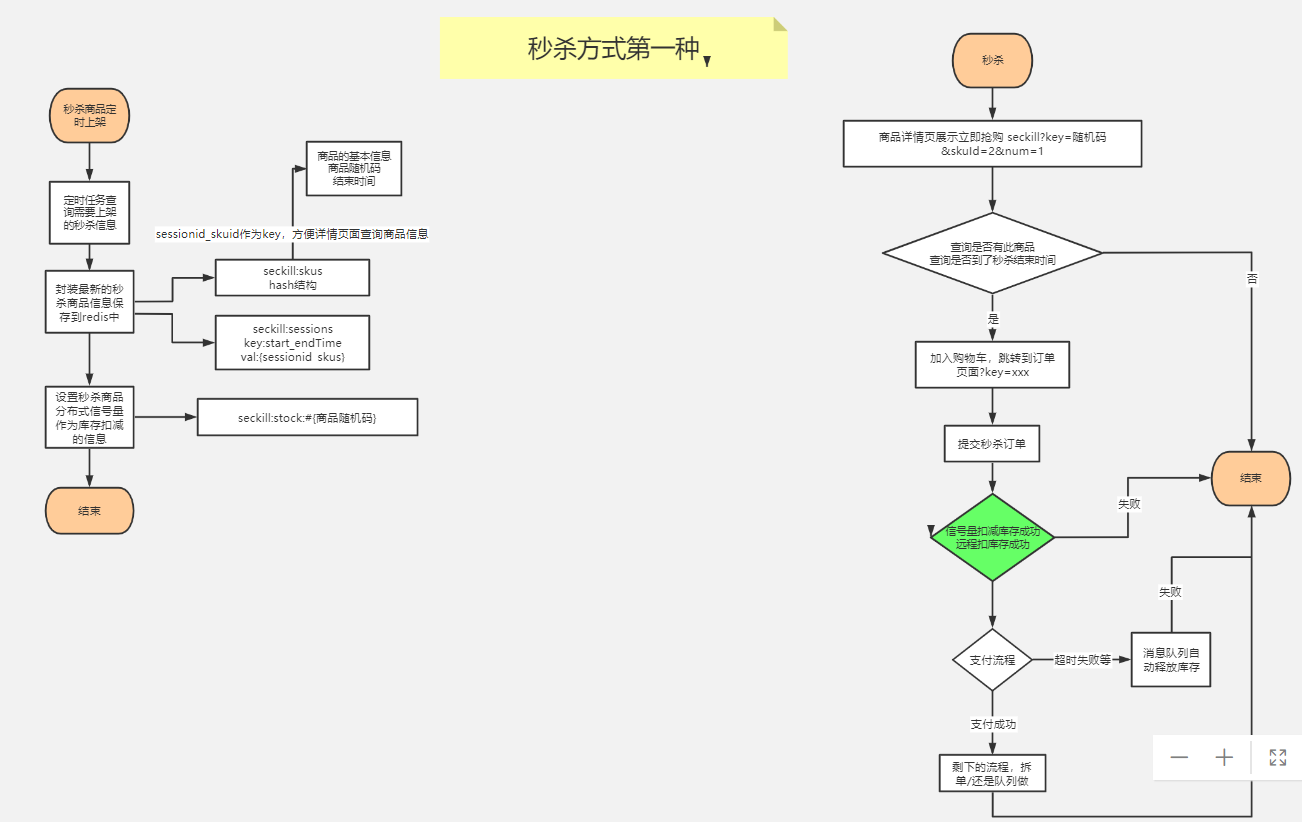 秒杀方式第一种
秒杀商品定
时上架
定时任务查
询需要上架
的秒杀信息
封装最新的秒
杀商品信息保
存到redis中
设置秒杀商品
分布式信号量
作为库存扣减
的信息
结束
商品的基本信息
商品随机码
结束时间
sessionid_skuid作为key，方便详情页面查询商品信息
seckill:skus
hash结构
seckill:sessions
key:start_endTime
val:{sessionid_skus}
seckill:stock:#{商品随机码}
秒杀
商品详情页展示立即抢购 seckill?key=随机码
&skuId=2&num=1
查询是否有此商品
查询是否到了秒杀结束时间
否
是
加入购物车，跳转到订单
页面?key=xxx
提交秒杀订单
信号量扣减库存成功
远程扣库存成功
失败
结束
支付流程
超时失败等
消息队列自
动释放库存
失败
支付成功
剩下的流程，拆
单/还是队列做